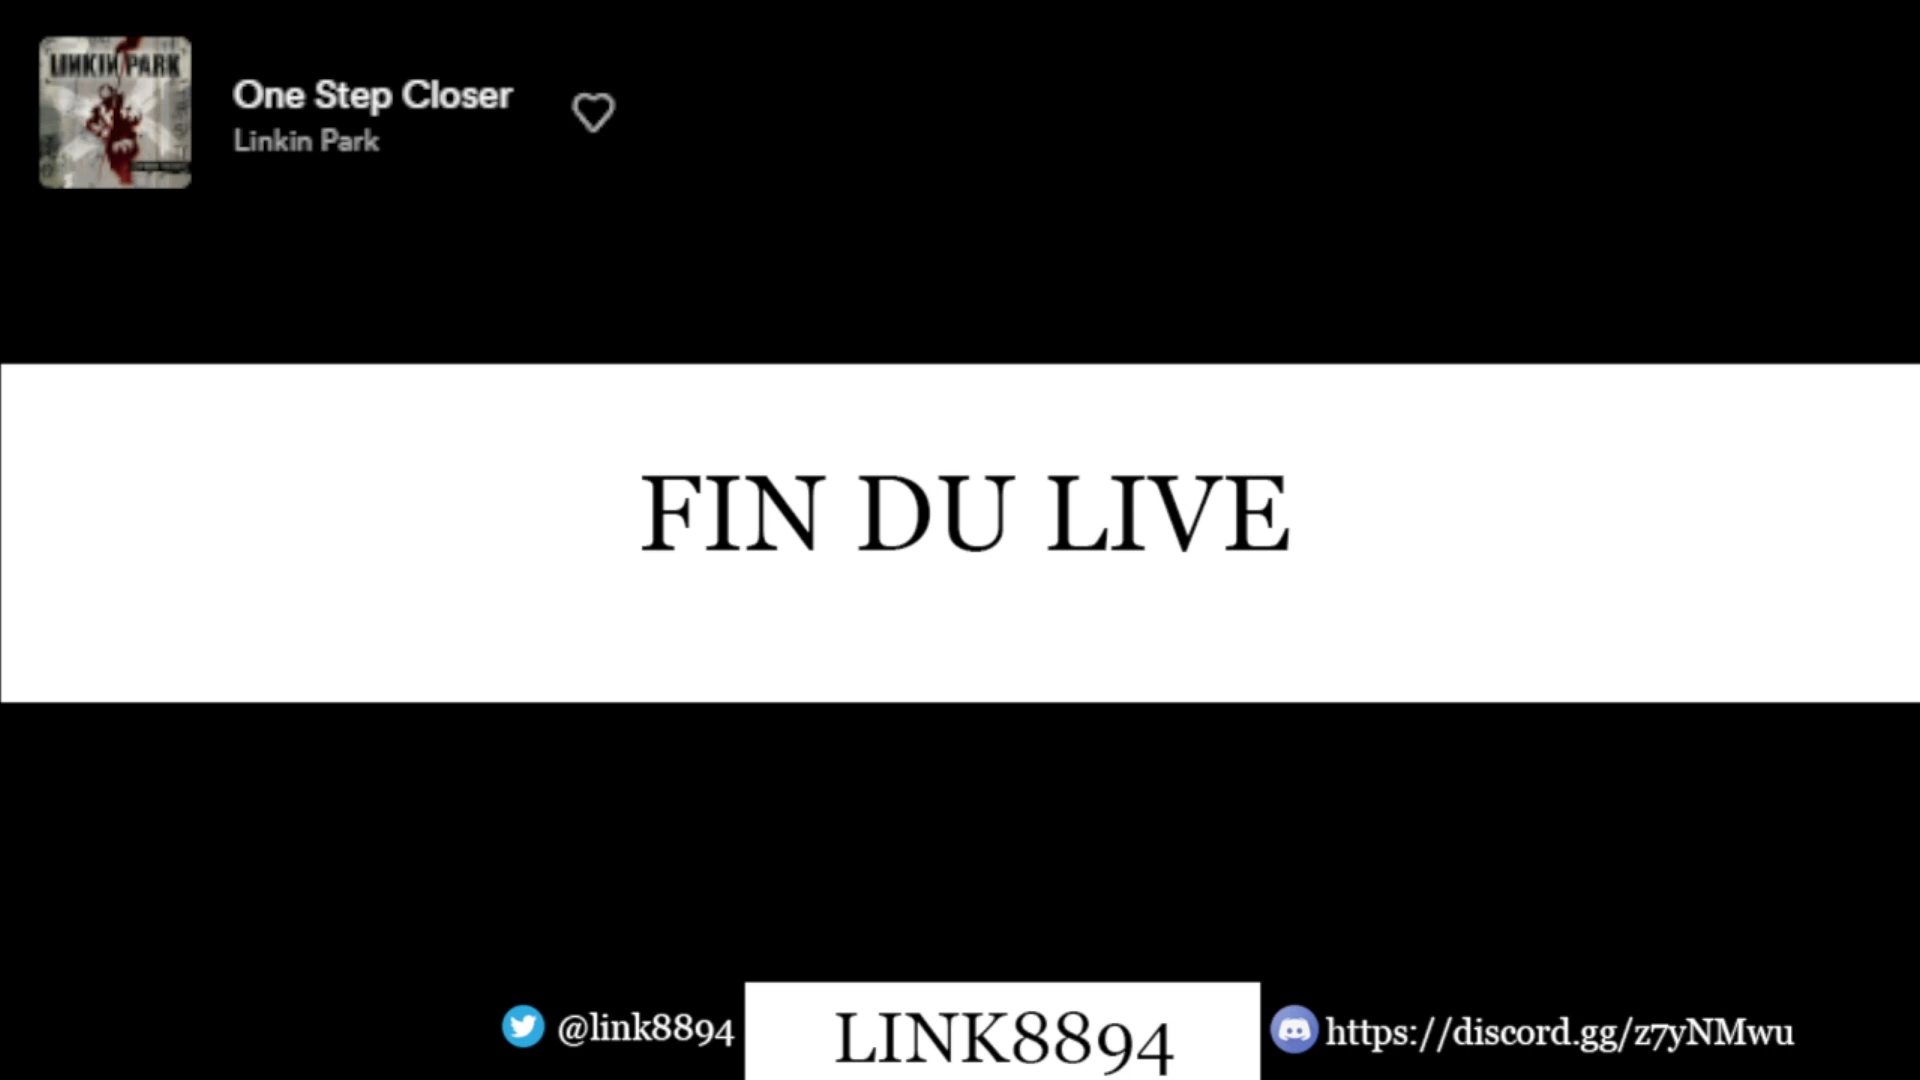 LINKIN PARK
One Step Closer
Linkin Park
FIN DU LIVE
@link8894
LINK8894
https://discord.gg/z7yNMwu